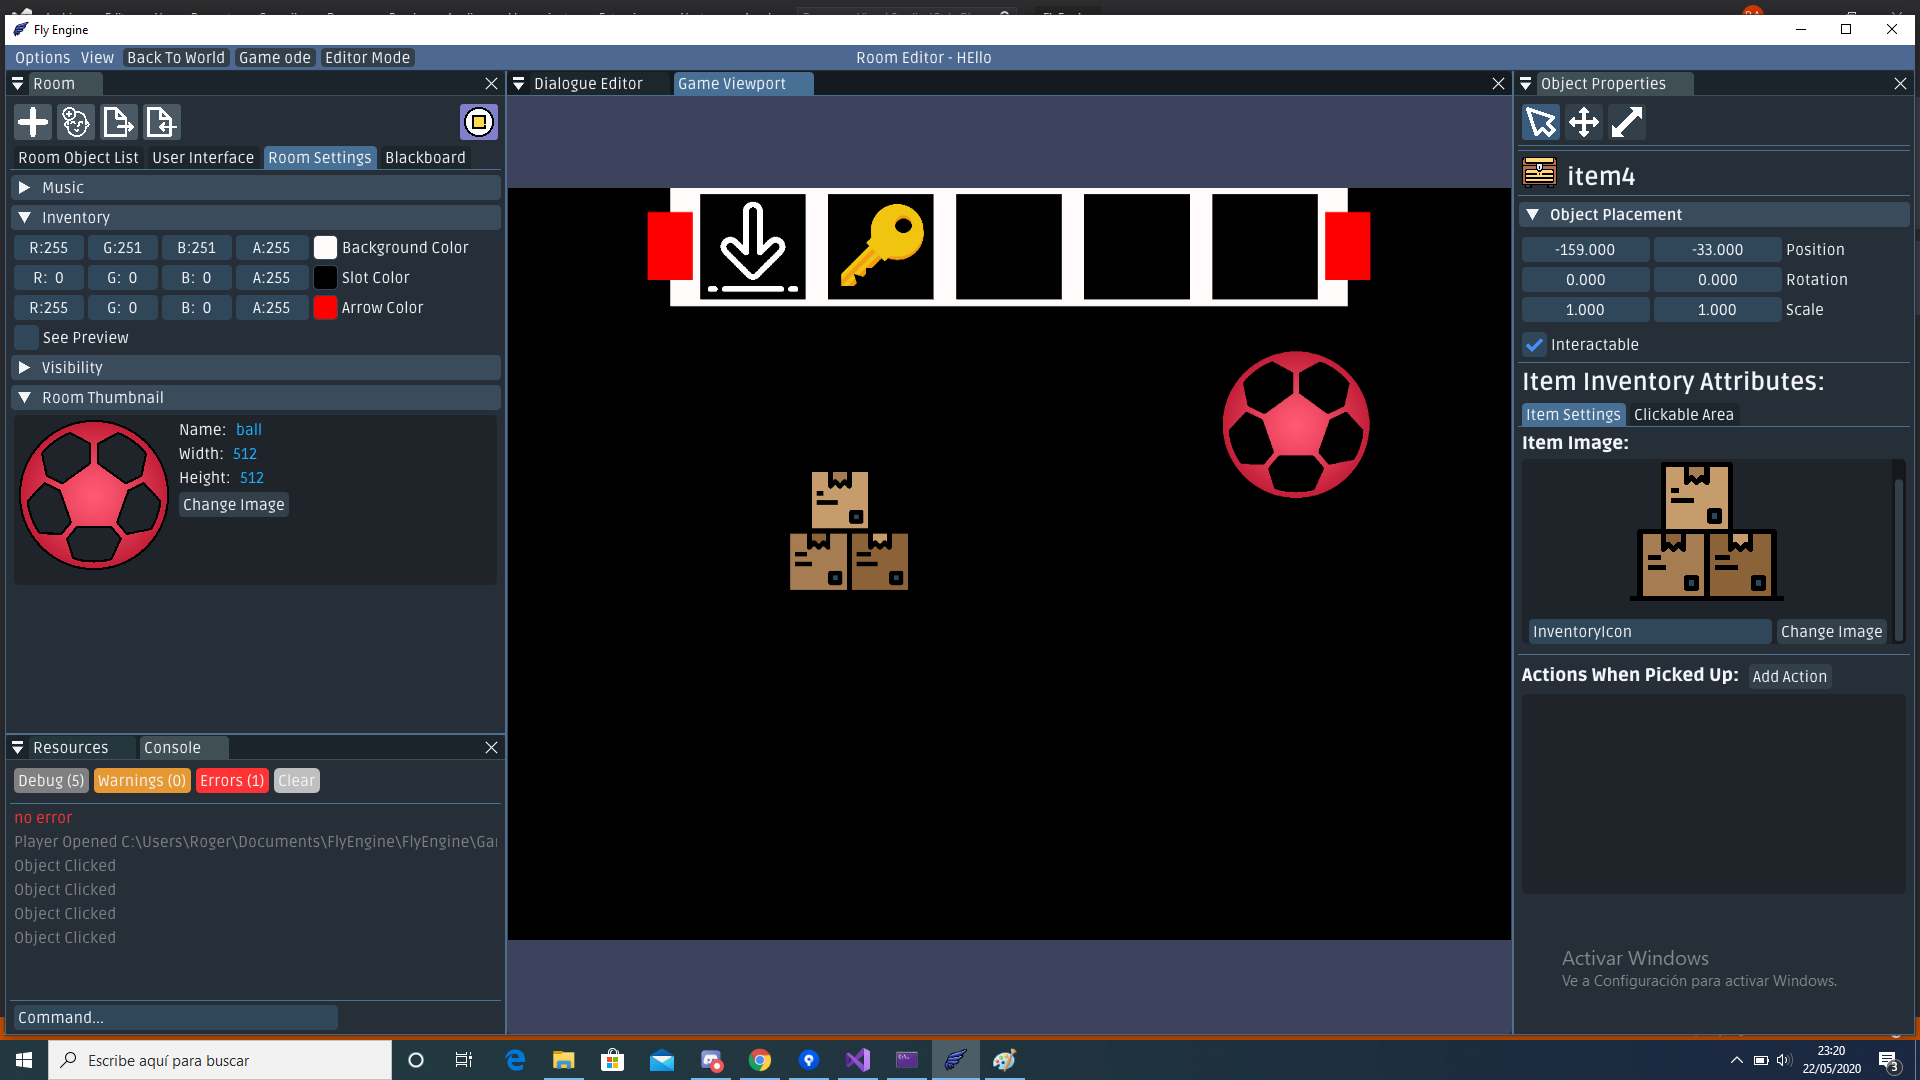 Fly Engine
Options View Back To World Game ode Editor Mode
Room Editor - HEllo
Room
Room Object List User Interface Room Settings Blackboard
Music
Inventory
R:255 G:251 B:251 A:255 Background Color
R: 0 G: 0 B: 0 A:255 Slot Color
R:255 G: 0 B: 0 A:255 Arrow Color
See Preview
Visibility
Room Thumbnail
Name: ball
Width: 512
Height: 512
Change Image
Resources Console
Debug (5) Warnings (0) Errors (1) Clear
no error
Player Opened C:\Users\Roger\Documents\FlyEngine\FlyEngine\Ga
Object Clicked
Object Clicked
Object Clicked
Object Clicked
Command...
Dialogue Editor Game Viewport
Object Properties
item4
Object Placement
-159.000 -33.000 Position
0.000 0.000 Rotation
1.000 1.000 Scale
Interactable
Item Inventory Attributes:
Item Settings Clickable Area
Item Image:
InventoryIcon Change Image
Actions When Picked Up: Add Action
Activar Windows
Ve a Configuración para activar Windows.
Escribe aquí para buscar
23:20
22/05/2020
3